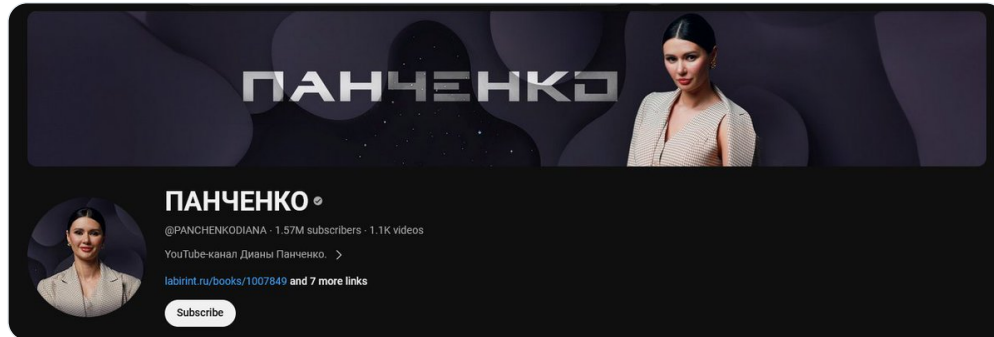 ПАНЧЕНКО
ПАНЧЕНКО
@PANCHENKODIANA · 1.57M subscribers · 1.1K videos
YouTube-канал Дианы Панченко.
labirint.ru/books/1007849 and 7 more links
Subscribe